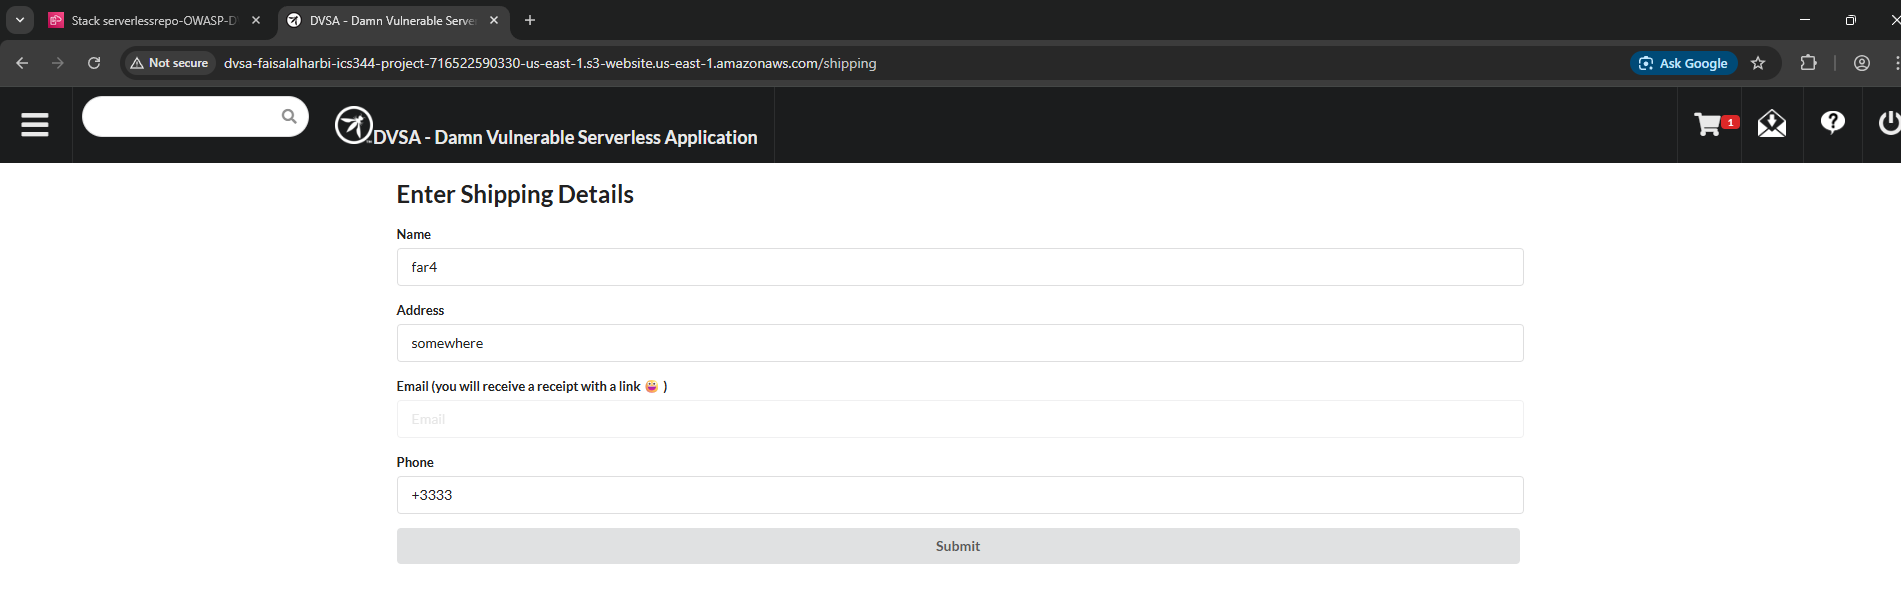 Stack serverlessrepo-OWASP-D
DVSA - Damn Vulnerable Serve
Not secure
dvsa-faisalalharbi-ics344-project-716522590330-us-east-1.s3-website.us-east-1.amazonaws.com/shipping
Ask Google
DVSA - Damn Vulnerable Serverless Application
1
Enter Shipping Details
Name
far4
Address
somewhere
Email (you will receive a receipt with a link 😀 )
Email
Phone
+3333
Submit